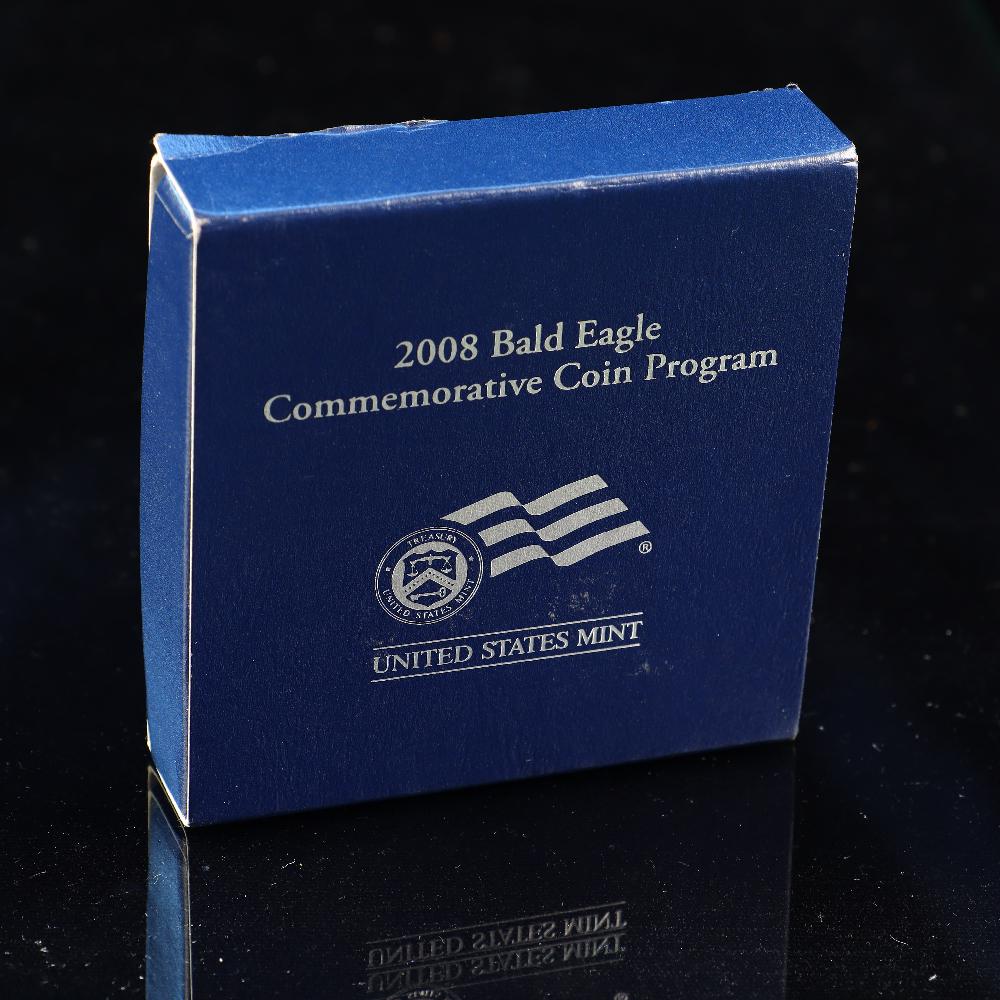 2008 Bald Eagle
Commemorative Coin Program
TREASURY
UNITED STATES MINT
®
UNITED STATES MINT